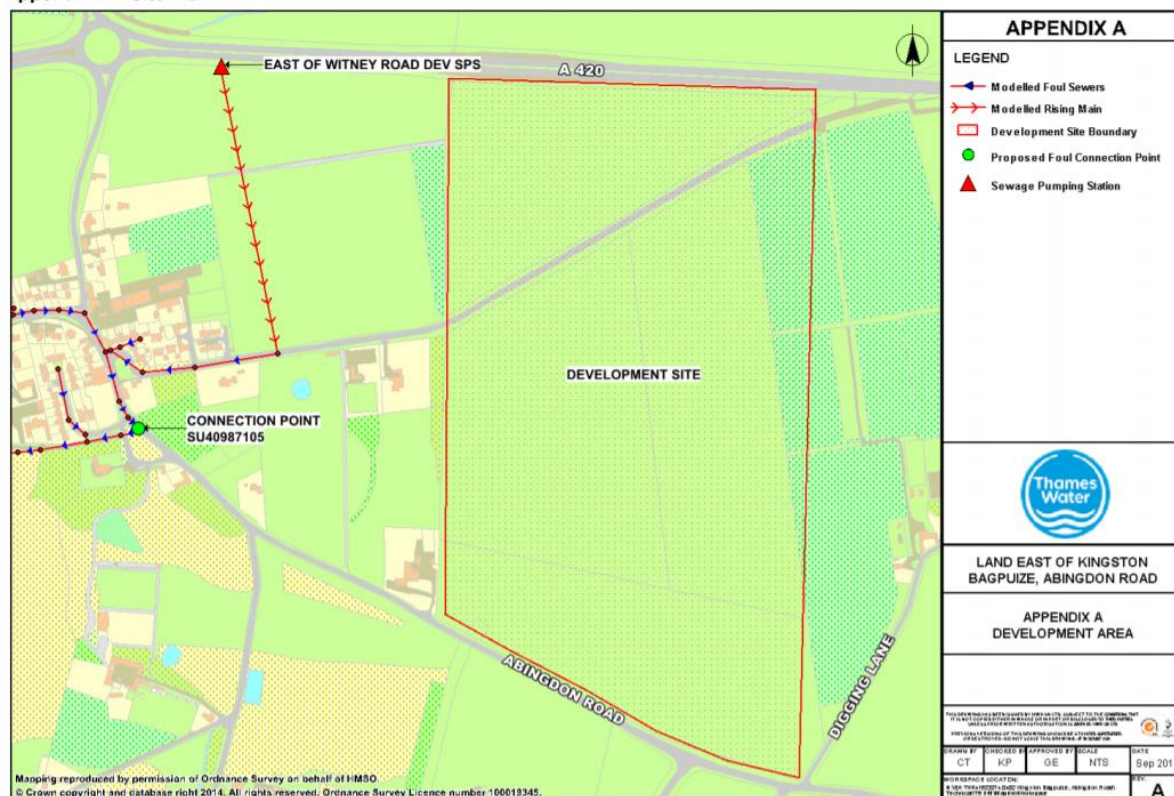 EAST OF WITNEY ROAD DEV SPS
A 420
DEVELOPMENT SITE
CONNECTION POINT
SU40987105
ABINGDON ROAD
DIGGING LANE
Mapping reproduced by permission of Ordnance Survey on behalf of HMSO.
© Crown copyright and database right 2014. All rights reserved. Ordnance Survey Licence number 100019345.
APPENDIX A
LEGEND
Modelled Foul Sewers
Modelled Rising Main
Development Site Boundary
Proposed Foul Connection Point
Sewage Pumping Station
Thames
Water
LAND EAST OF KINGSTON
BAGPUIZE, ABINGDON ROAD
APPENDIX A
DEVELOPMENT AREA
DRAWN BY CHECKED BY APPROVED BY SCALE DATE
CT KP GE NTS Sep 201
WORKSPACE LOCATION:
REV.
A